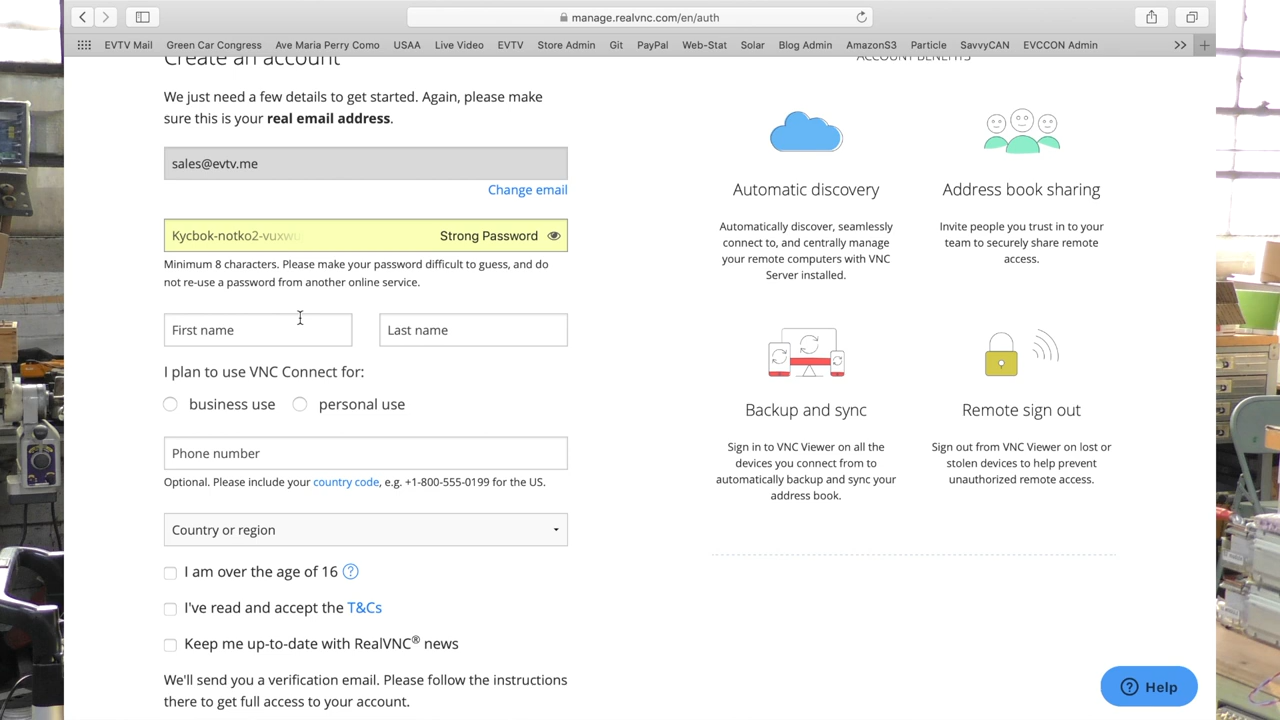 manage.realvnc.com/en/auth
EVTV Mail Green Car Congress Ave Maria Perry Como USAA Live Video EVTV Store Admin Git PayPal Web-Stat Solar Blog Admin AmazonS3 Particle SavvyCAN EVCCON Admin
Create an account
We just need a few details to get started. Again, please make
sure this is your real email address.
sales@evtv.me
Change email
Kycbok-notko2-vuxwu Strong Password
Minimum 8 characters. Please make your password difficult to guess, and do
not re-use a password from another online service.
First name Last name
I plan to use VNC Connect for:
business use personal use
Phone number
Optional. Please include your country code, e.g. +1-800-555-0199 for the US.
Country or region
I am over the age of 16 ?
I've read and accept the T&Cs
Keep me up-to-date with RealVNC® news
We'll send you a verification email. Please follow the instructions
there to get full access to your account.
ACCOUNT BENEFITS
Automatic discovery
Automatically discover, seamlessly
connect to, and centrally manage
your remote computers with VNC
Server installed.
Address book sharing
Invite people you trust in to your
team to securely share remote
access.
Backup and sync
Sign in to VNC Viewer on all the
devices you connect from to
automatically backup and sync your
address book.
Remote sign out
Sign out from VNC Viewer on lost or
stolen devices to help prevent
unauthorized remote access.
? Help